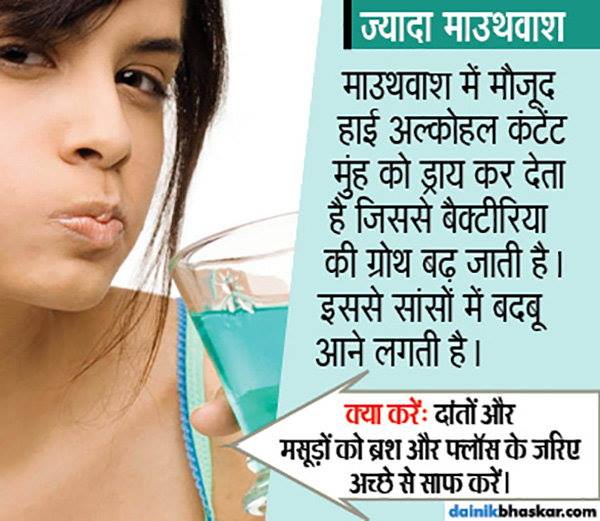 ज्यादा माउथवाश
माउथवाश में मौजूद
हाई अल्कोहल कंटेंट
मुंह को ड्राय कर देता
है जिससे बैक्टीरिया
की ग्रोथ बढ़ जाती है।
इससे सांसों में बदबू
आने लगती है।
क्या करें: दांतों और
मसूड़ों को ब्रश और फ्लॉस के जरिए
अच्छे से साफ करें।
dainikbhaskar.com